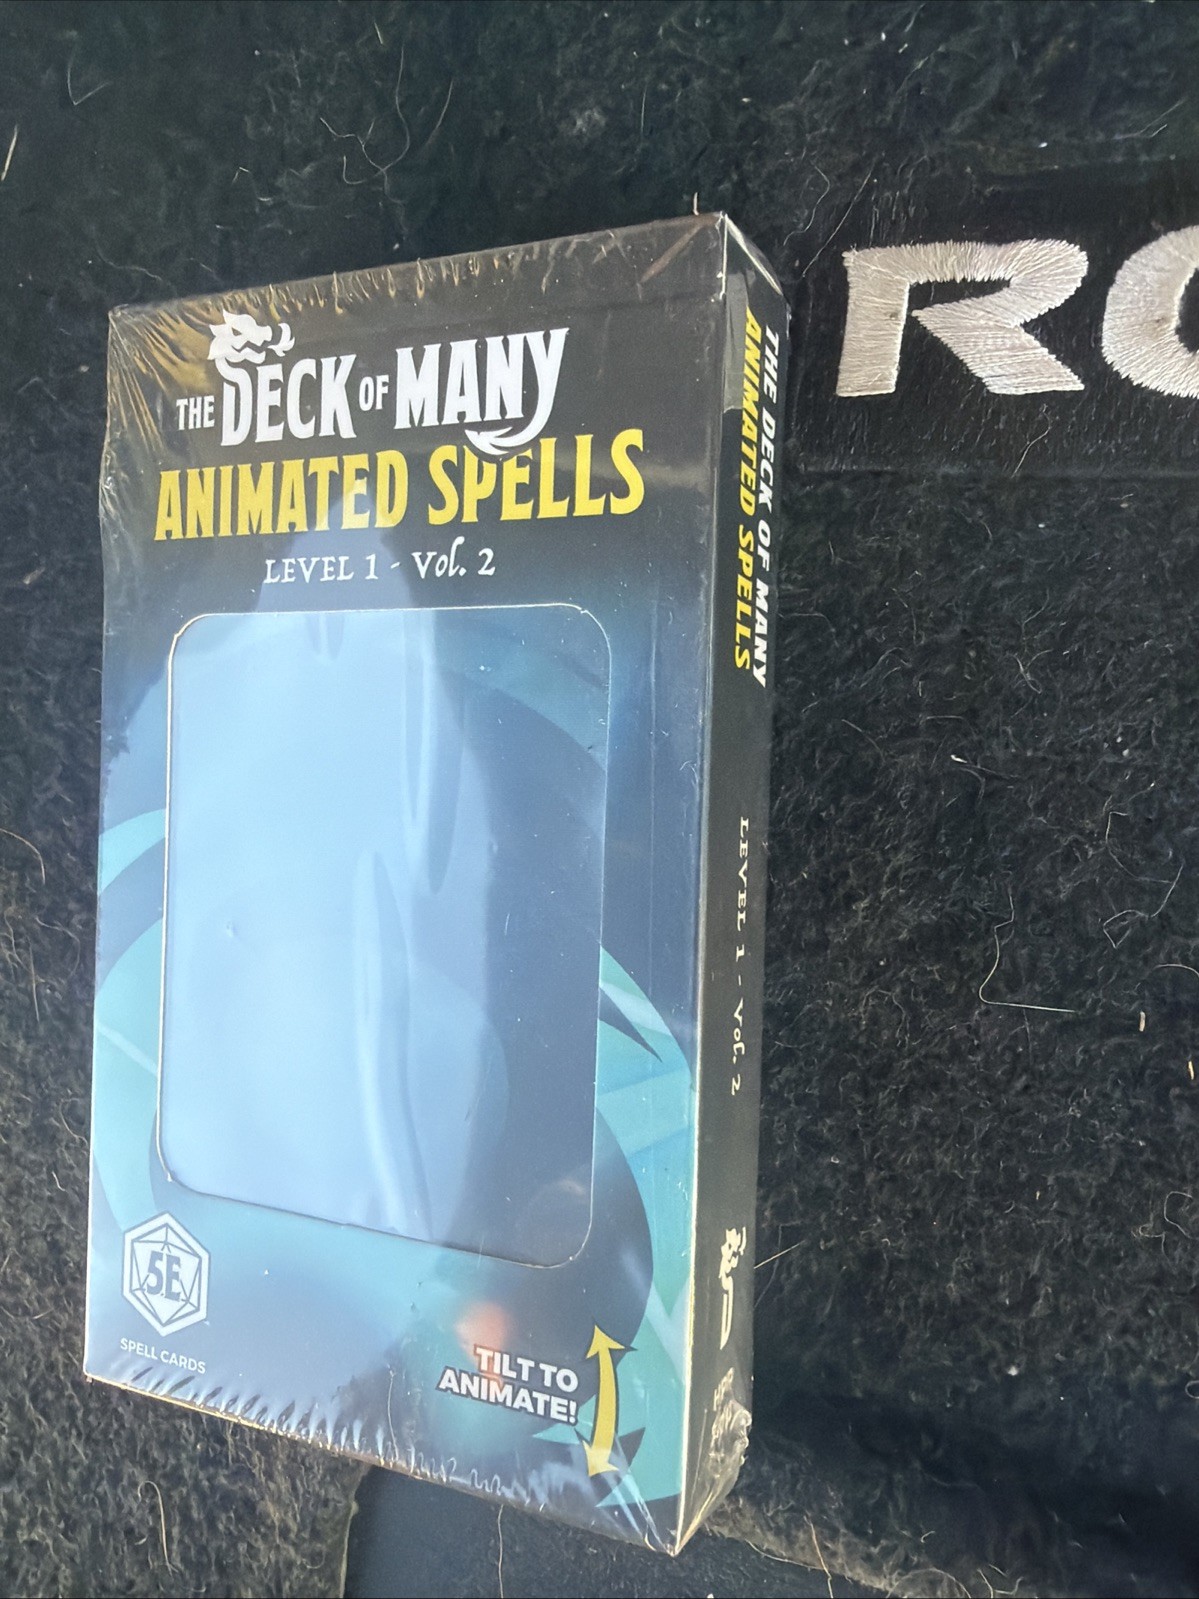 THE DECK OF MANY
ANIMATED SPELLS
LEVEL 1 - Vol. 2
5E
SPELL CARDS
TILT TO
ANIMATE!
THE DECK OF MANY
ANIMATED SPELLS
LEVEL 1 - Vol. 2